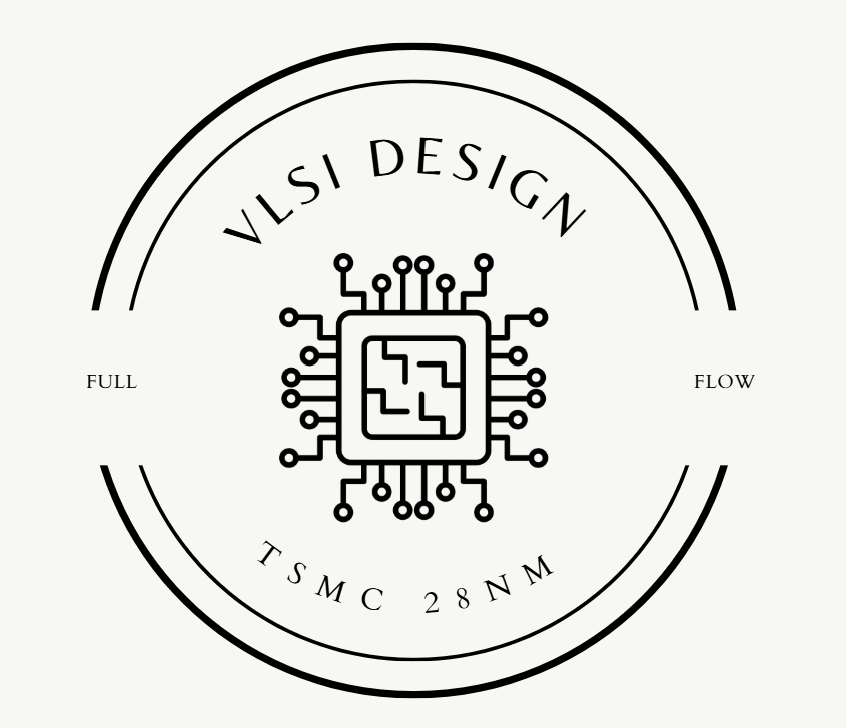 VLSI DESIGN
FULL
FLOW
TSMC 28NM